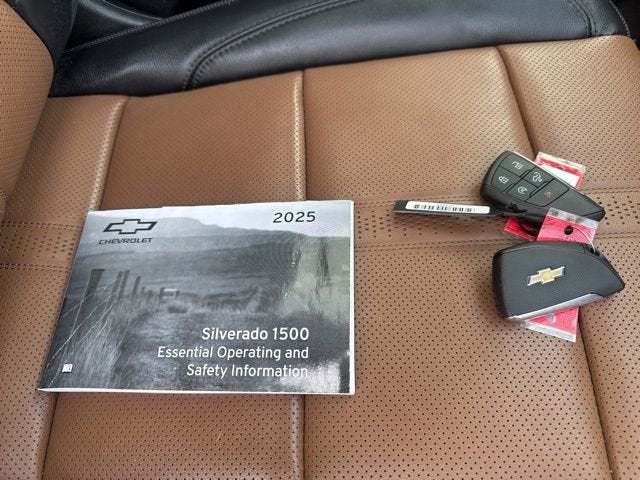 2025
CHEVROLET
Silverado 1500
Essential Operating and
Safety Information